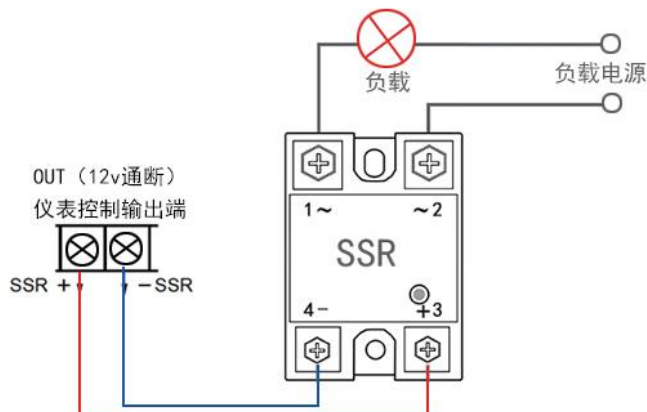 负载
负载电源
OUT（12v通断）
仪表控制输出端
SSR + -SSR
1~ ~2
SSR
4- +3